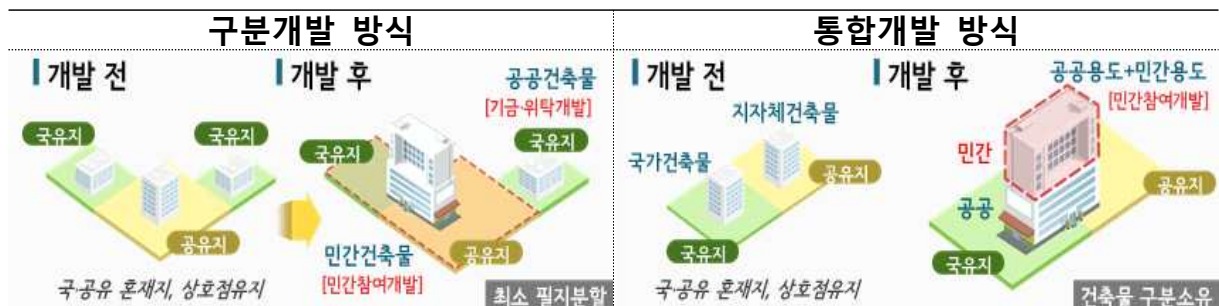 구분개발 방식
개발 전
국유지
국유지
공유지
국·공유 혼재지, 상호점유지
개발 후
공공건축물
[기금·위탁개발]
국유지
국유지
민간건축물
[민간참여개발]
공유지
최소 필지분할
통합개발 방식
개발 전
지자체건축물
국가건축물
공유지
국유지
국·공유 혼재지, 상호점유지
개발 후
공공용도+민간용도
[민간참여개발]
민간
공유지
공공
국유지
건축물 구분소유